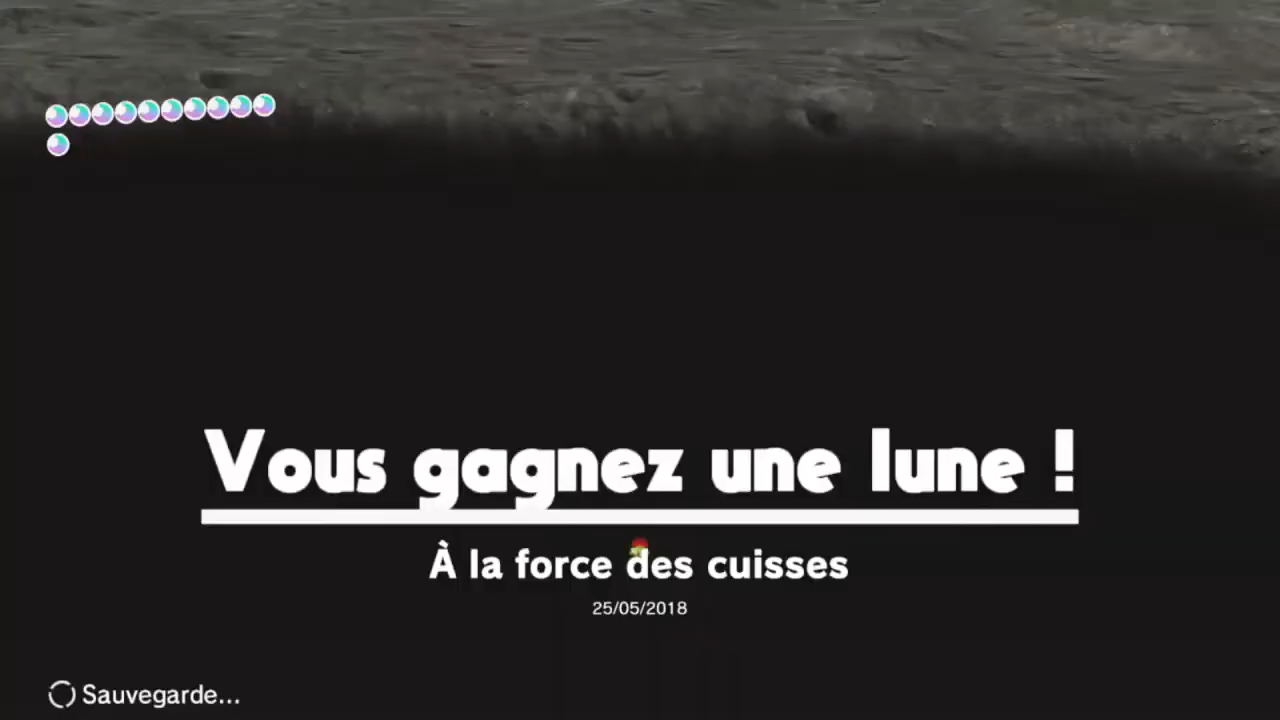 Vous gagnez une lune !
À la force des cuisses
25/05/2018
Sauvegarde...